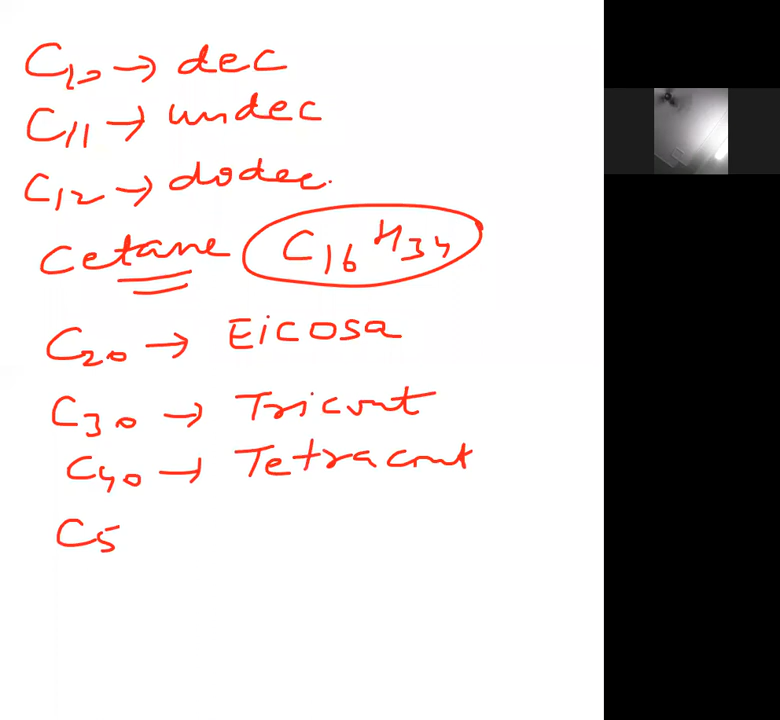 C10 → dec
C11 → undec
C12 → dodec.
Cetane C16H34
C20 → Eicosa
C30 → Tricont
C40 → Tetracont
C5